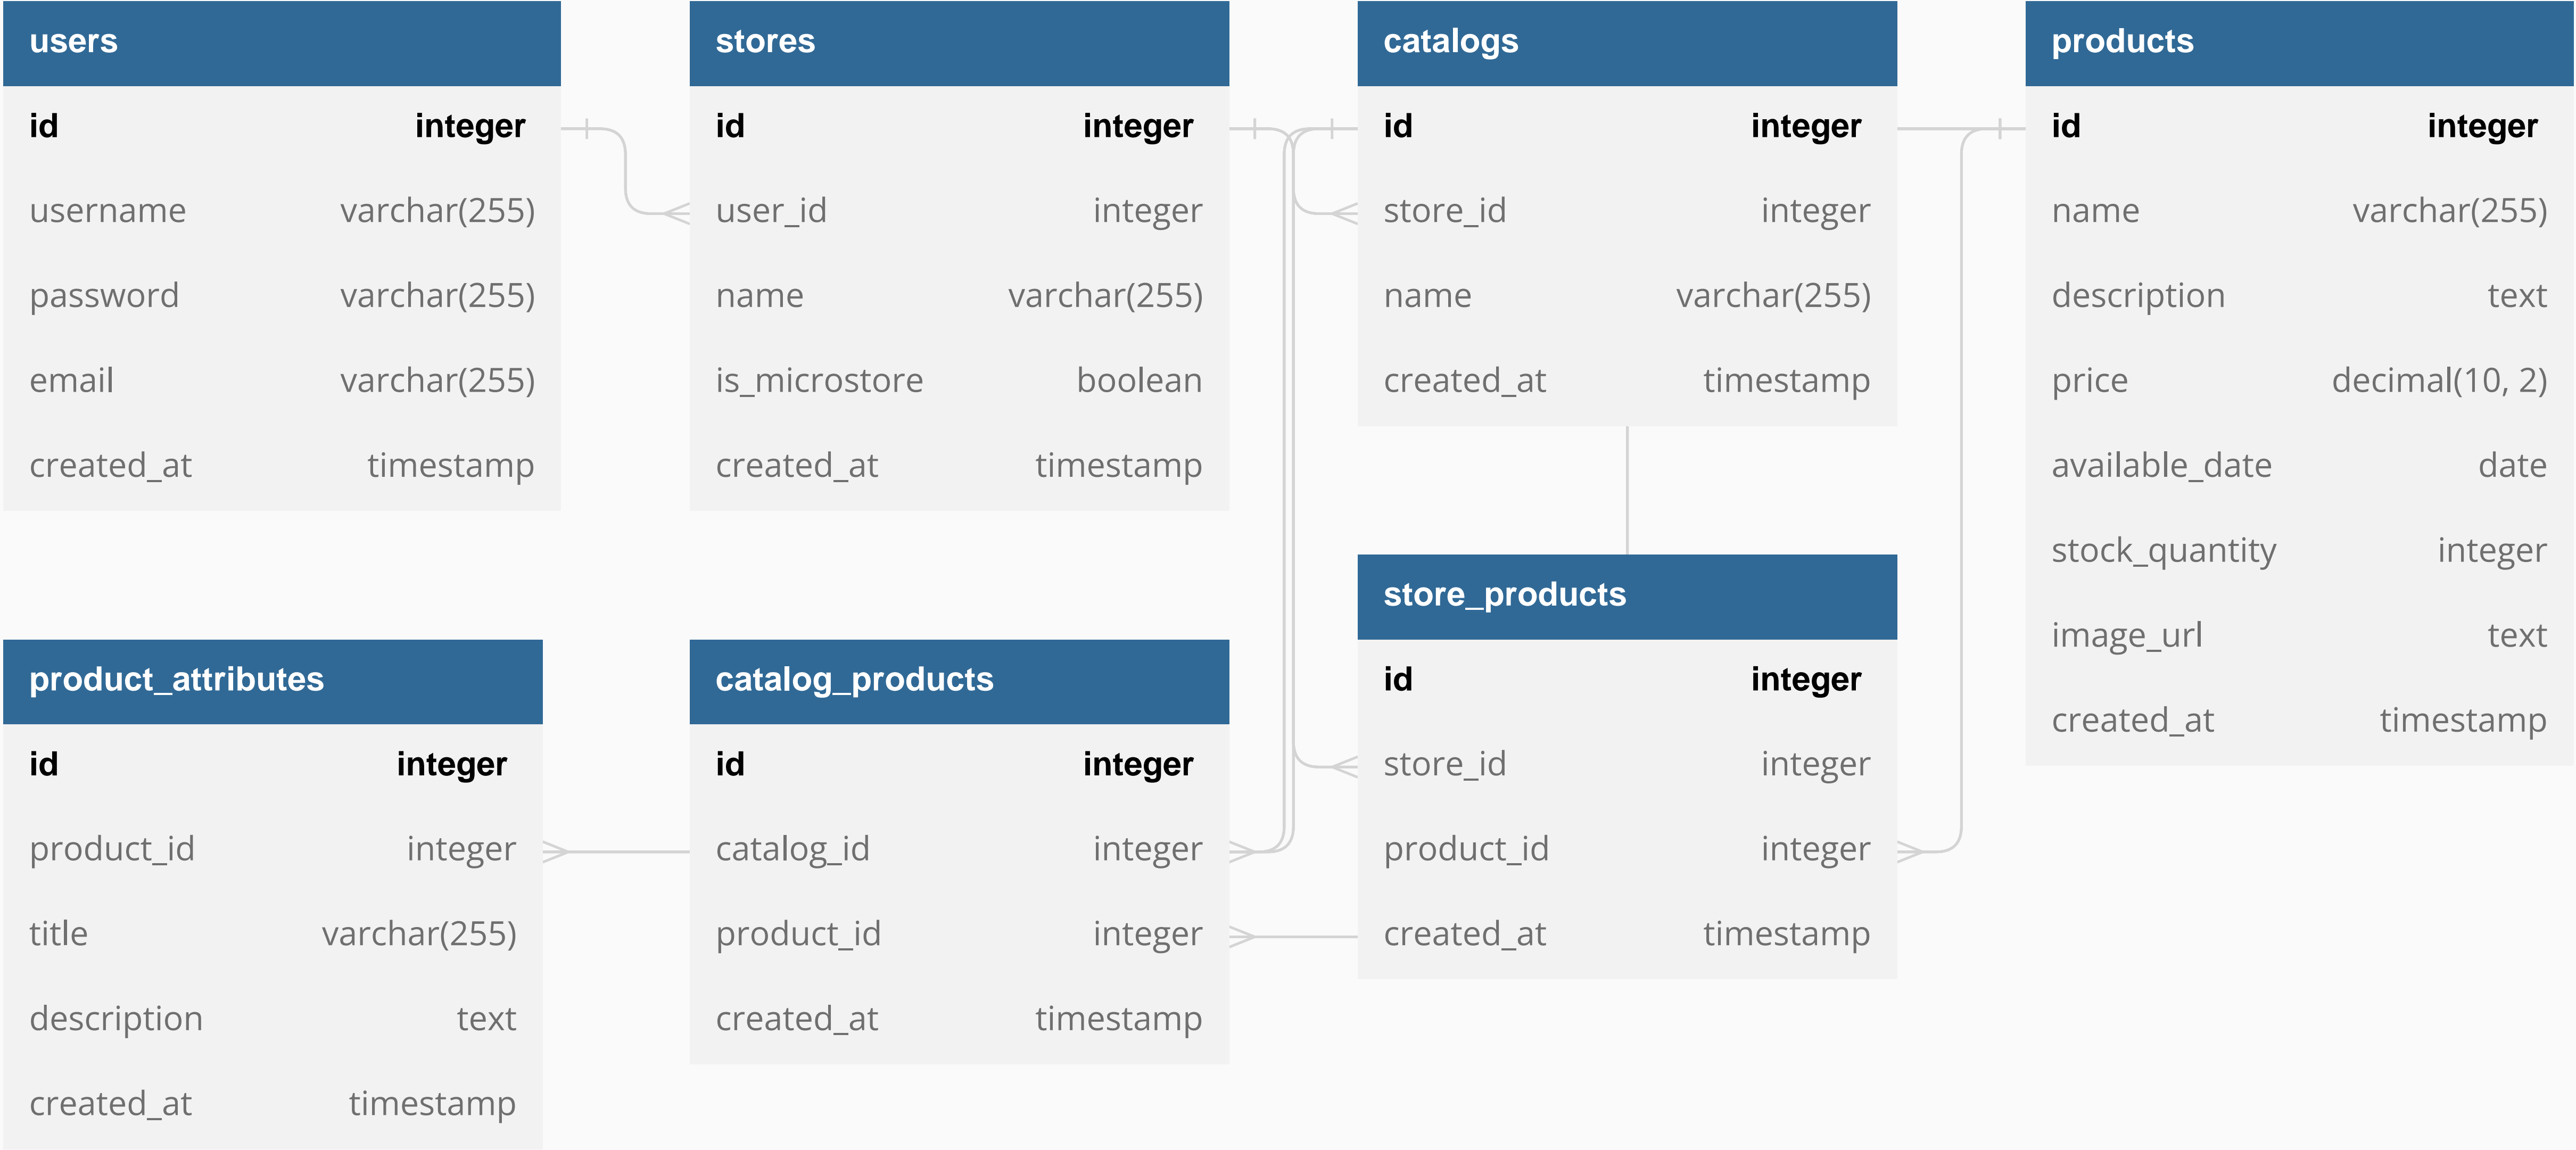 users
id integer
username varchar(255)
password varchar(255)
email varchar(255)
created_at timestamp
stores
id integer
user_id integer
name varchar(255)
is_microstore boolean
created_at timestamp
catalogs
id integer
store_id integer
name varchar(255)
created_at timestamp
products
id integer
name varchar(255)
description text
price decimal(10, 2)
available_date date
stock_quantity integer
image_url text
created_at timestamp
product_attributes
id integer
product_id integer
title varchar(255)
description text
created_at timestamp
catalog_products
id integer
catalog_id integer
product_id integer
created_at timestamp
store_products
id integer
store_id integer
product_id integer
created_at timestamp